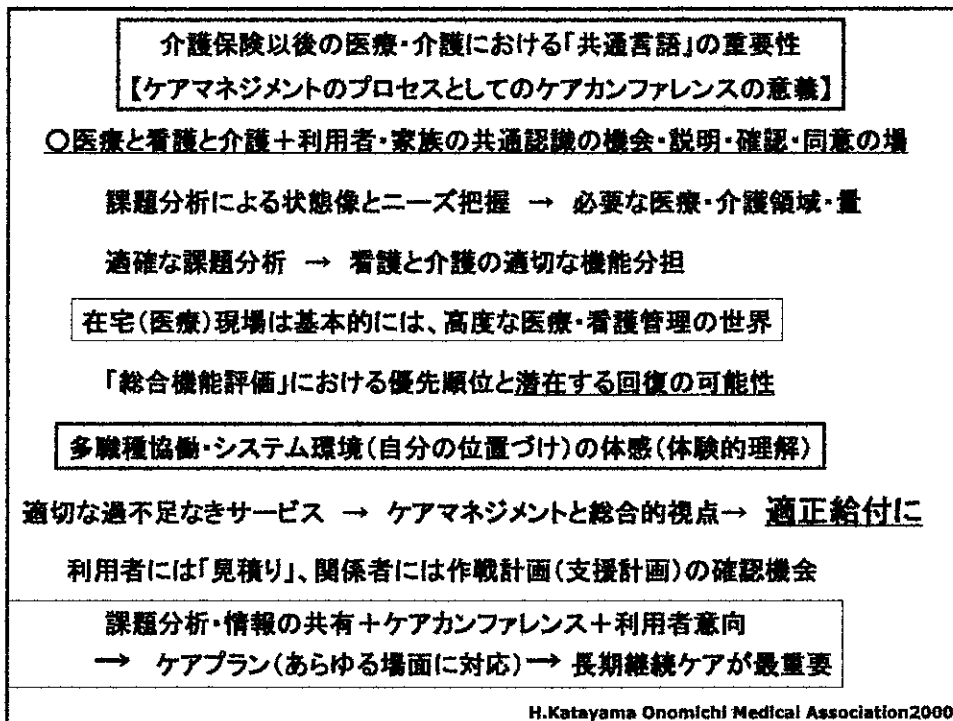 介護保険以後の医療・介護における「共通言語」の重要性
【ケアマネジメントのプロセスとしてのケアカンファレンスの意義】
〇医療と看護と介護＋利用者・家族の共通認識の機会・説明・確認・同意の場
課題分析による状態像とニーズ把握 → 必要な医療・介護領域・量
適確な課題分析 → 看護と介護の適切な機能分担
在宅(医療)現場は基本的には、高度な医療・看護管理の世界
「総合機能評価」における優先順位と潜在する回復の可能性
多職種協働・システム環境(自分の位置づけ)の体感(体験的理解)
適切な過不足なきサービス → ケアマネジメントと総合的視点→ 適正給付に
利用者には「見積り」、関係者には作戦計画(支援計画)の確認機会
課題分析・情報の共有＋ケアカンファレンス＋利用者意向
→ ケアプラン(あらゆる場面に対応)→ 長期継続ケアが最重要
H.Katayama Onomichi Medical Association2000